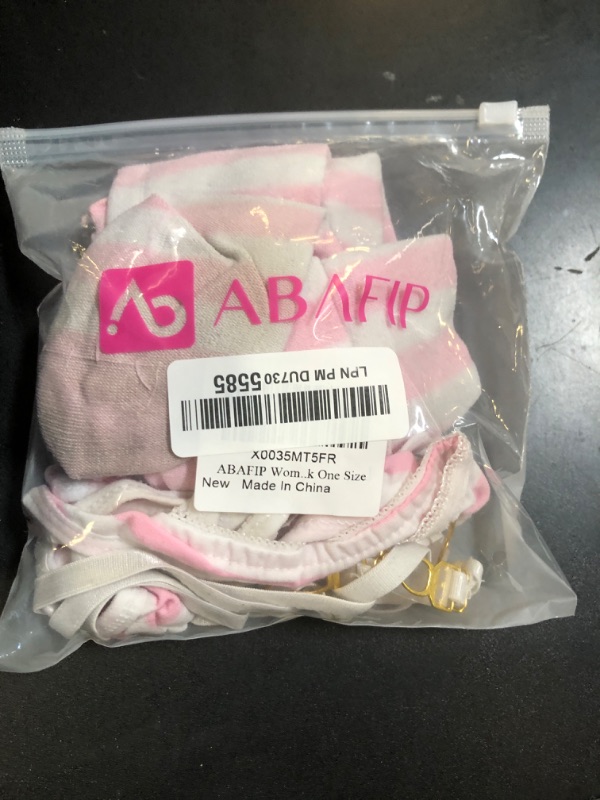 ABAFIP
LPN PM DU730 5585
X0035MT5FR
ABAFIP Wom..k One Size
New Made In China